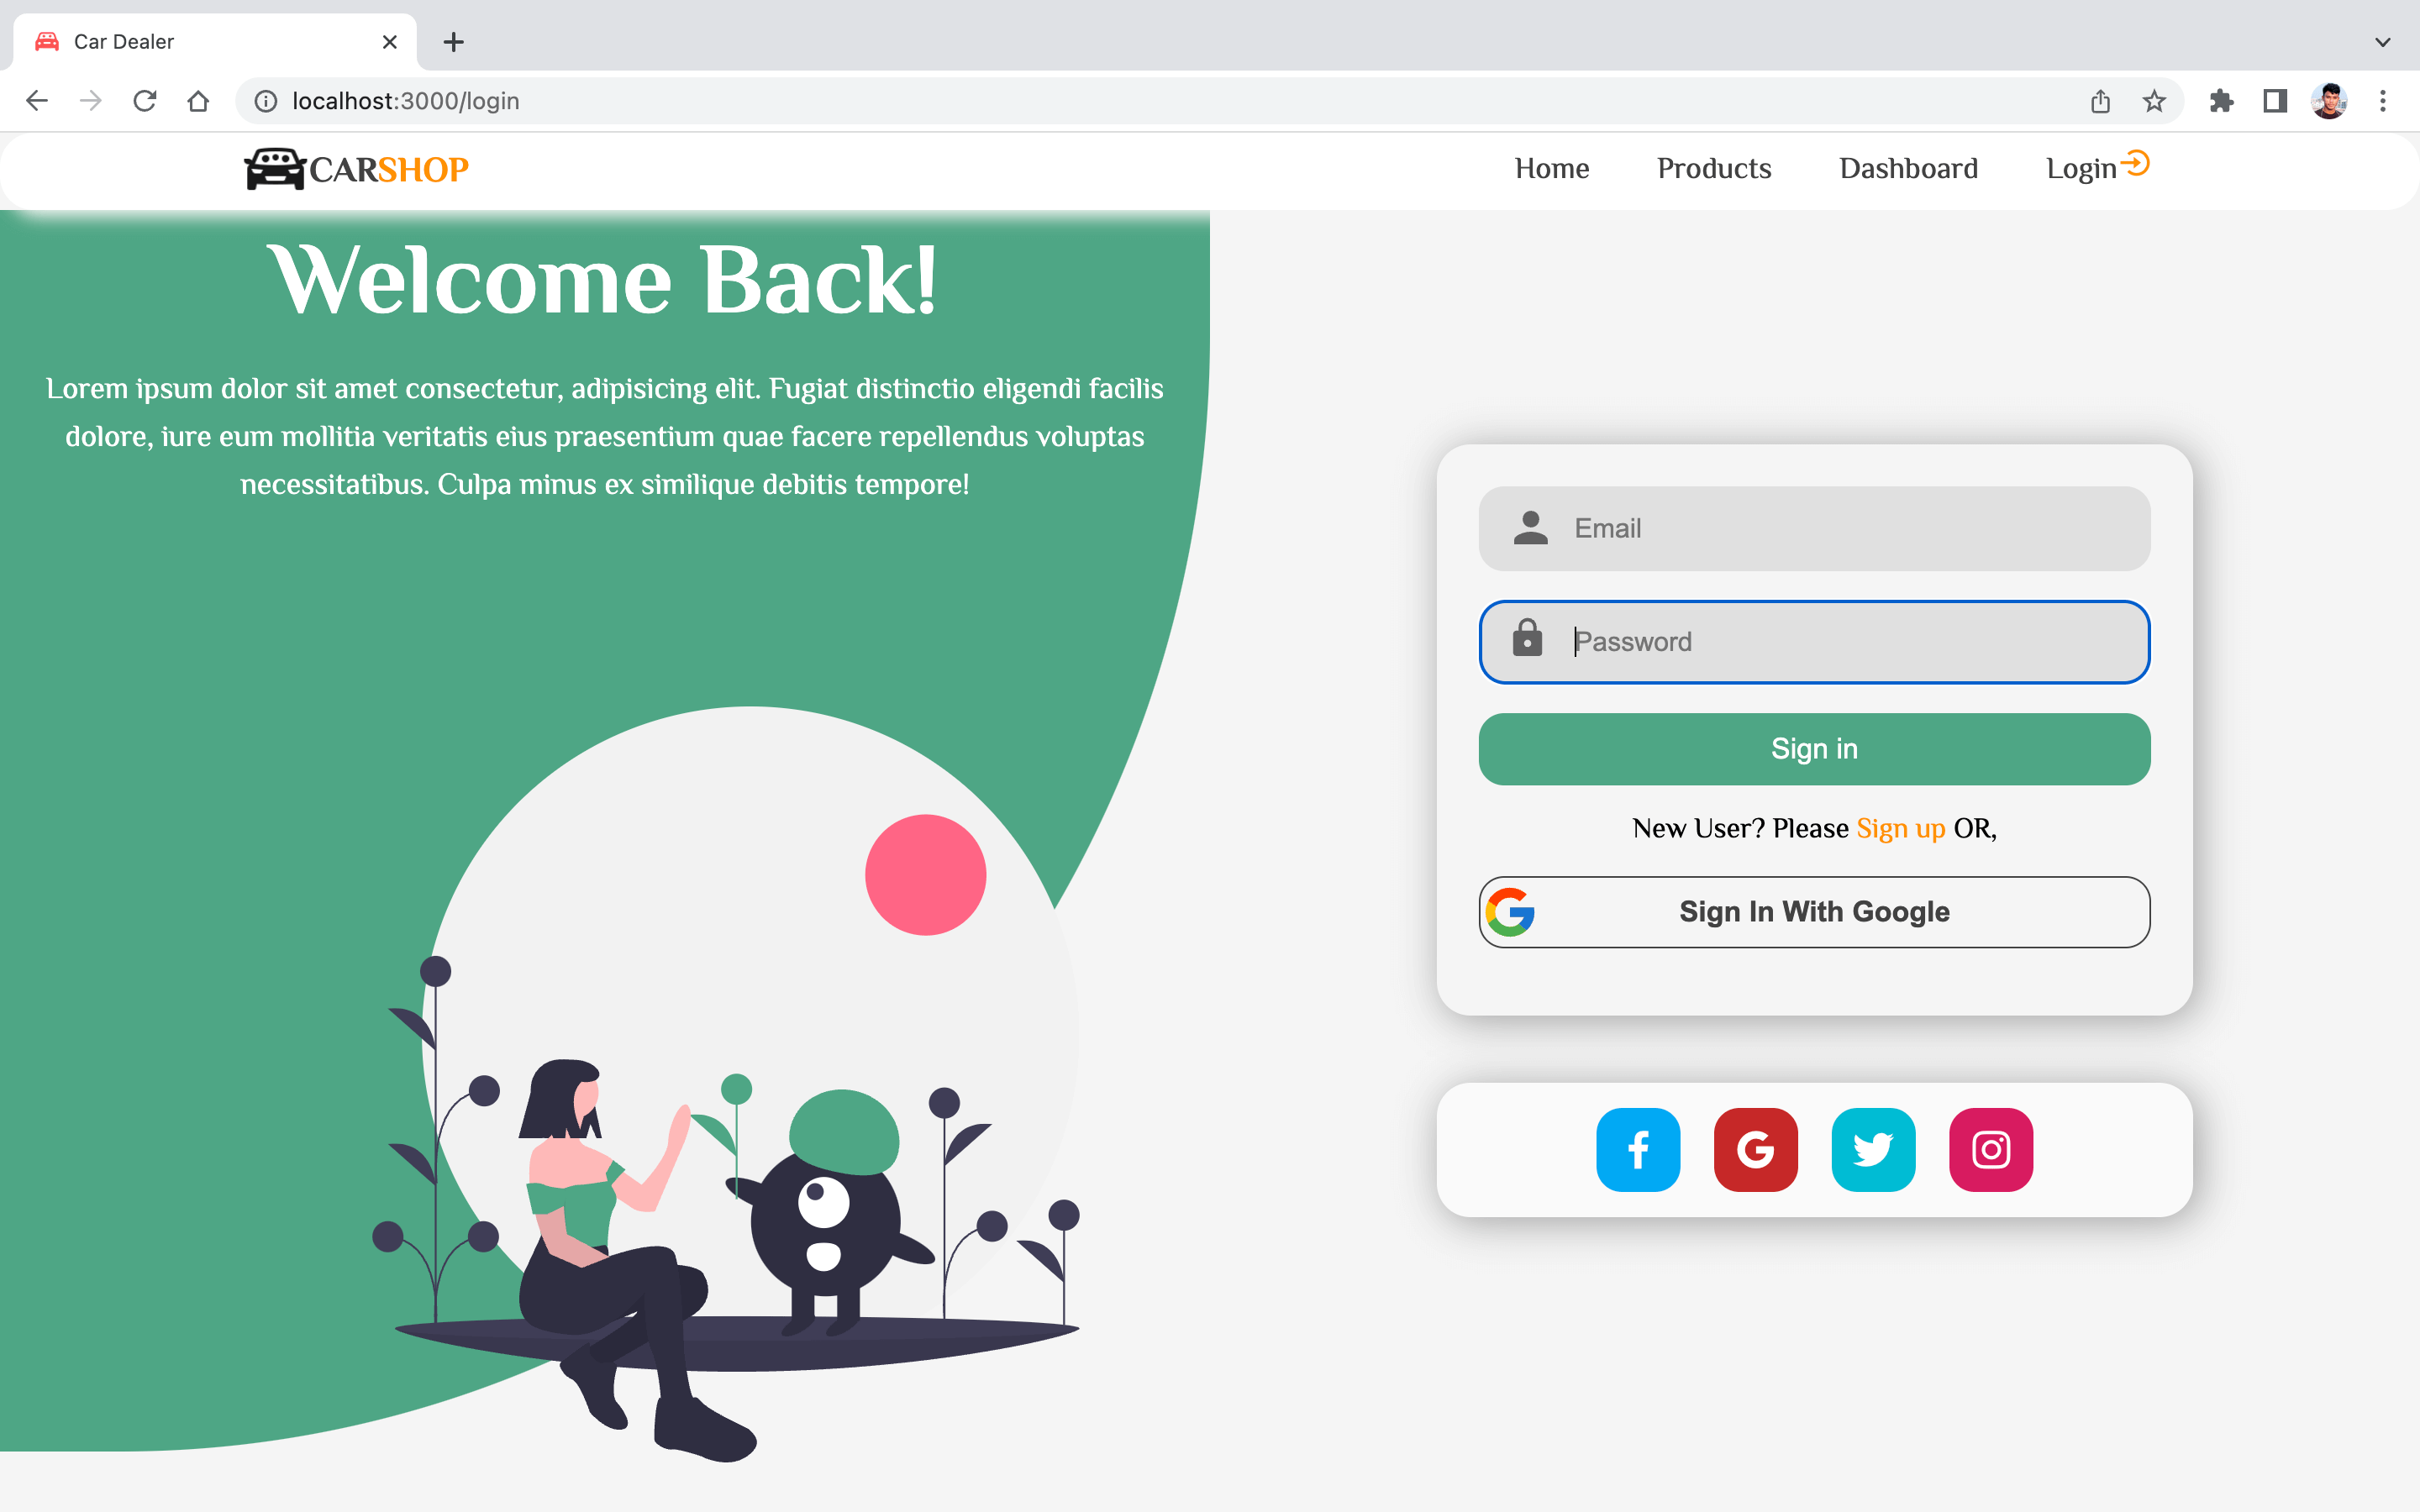 Car Dealer
localhost:3000/login
CARSHOP
Home Products Dashboard Login
Welcome Back!
Lorem ipsum dolor sit amet consectetur, adipisicing elit. Fugiat distinctio eligendi facilis
dolore, iure eum mollitia veritatis eius praesentium quae facere repellendus voluptas
necessitatibus. Culpa minus ex similique debitis tempore!
Email
Password
Sign in
New User? Please Sign up OR,
Sign In With Google